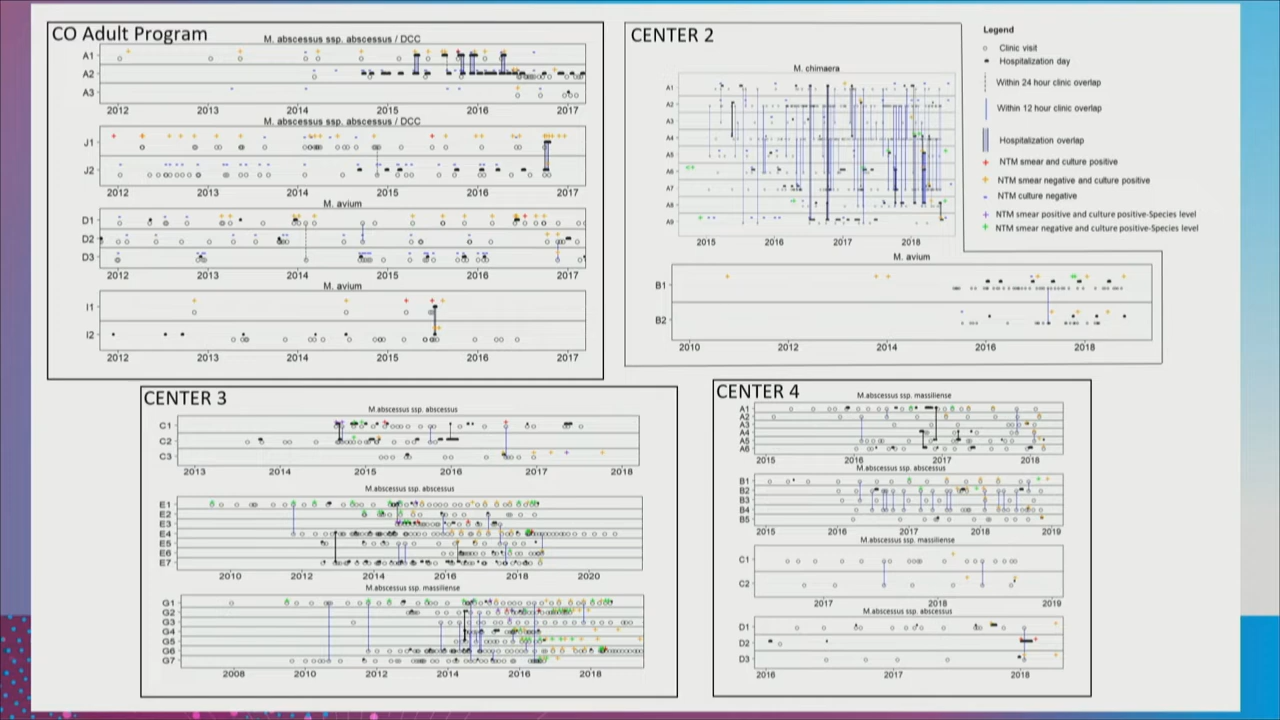 CO Adult Program
M. abscessus ssp. abscessus / DCC
A1
A2
A3
2012 2013 2014 2015 2016 2017
M. abscessus ssp. abscessus / DCC
J1
J2
2012 2013 2014 2015 2016 2017
M. avium
D1
D2
D3
2012 2013 2014 2015 2016 2017
M. avium
I1
I2
2012 2013 2014 2015 2016 2017
CENTER 2
M. chimaera
A1
A2
A3
A4
A5
A6
A7
A8
A9
2015 2016 2017 2018
M. avium
B1
B2
2010 2012 2014 2016 2018
Legend
Clinic visit
Hospitalization day
Within 24 hour clinic overlap
Within 12 hour clinic overlap
Hospitalization overlap
NTM smear and culture positive
NTM smear negative and culture positive
NTM culture negative
NTM smear positive and culture positive-Species level
NTM smear negative and culture positive-Species level
CENTER 3
M.abscessus ssp. abscessus
C1
C2
C3
2013 2014 2015 2016 2017 2018
M.abscessus ssp. abscessus
E1
E2
E3
E4
E5
E6
E7
2010 2012 2014 2016 2018 2020
M.abscessus ssp. massiliense
G1
G2
G3
G4
G5
G6
G7
2008 2010 2012 2014 2016 2018
CENTER 4
M.abscessus ssp. massiliense
A1
A2
A3
A4
A5
A6
2015 2016 2017 2018
M.abscessus ssp. abscessus
B1
B2
B3
B4
B5
2015 2016 2017 2018 2019
M.abscessus ssp. massiliense
C1
C2
2017 2018 2019
M.abscessus ssp. abscessus
D1
D2
D3
2016 2017 2018